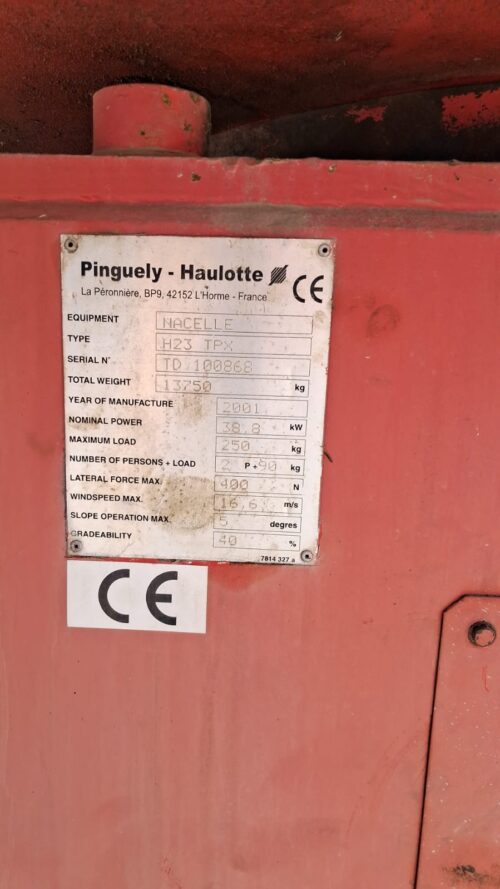 Pinguely - Haulotte CE
La Péronnière, BP9, 42152 L'Horme - France
EQUIPMENT NACELLE
TYPE H23 TPX
SERIAL N° TD 100868
TOTAL WEIGHT 13750 kg
YEAR OF MANUFACTURE 2001
NOMINAL POWER 38.8 kW
MAXIMUM LOAD 250 kg
NUMBER OF PERSONS + LOAD 2 P + 90 kg
LATERAL FORCE MAX. 400 N
WINDSPEED MAX. 16.6 m/s
SLOPE OPERATION MAX. 5 degres
GRADEABILITY 40 %
7814 327 a
CE